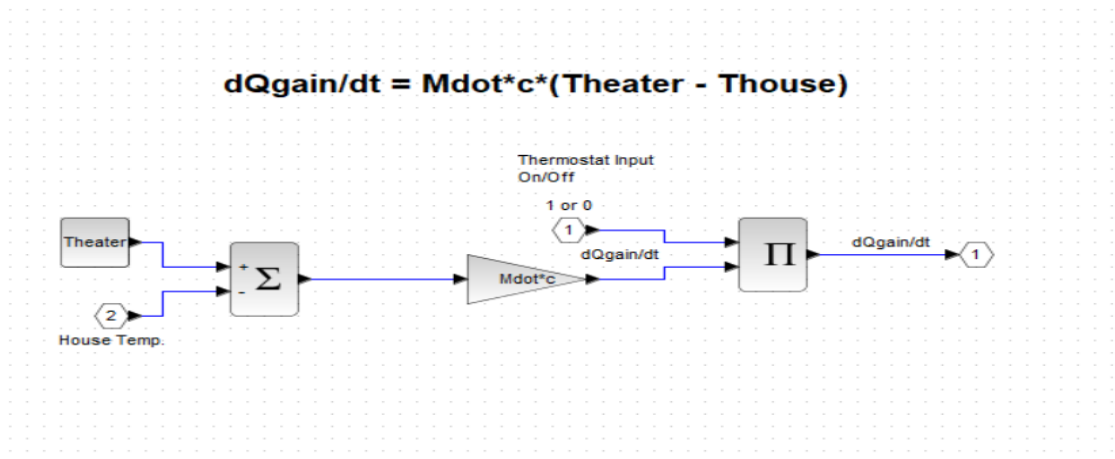 dQgain/dt = Mdot*c*(Theater - Thouse)
Thermostat Input
On/Off
1 or 0
1
Theater
+
-
Σ
2
House Temp.
Mdot*c
dQgain/dt
Π
dQgain/dt
1